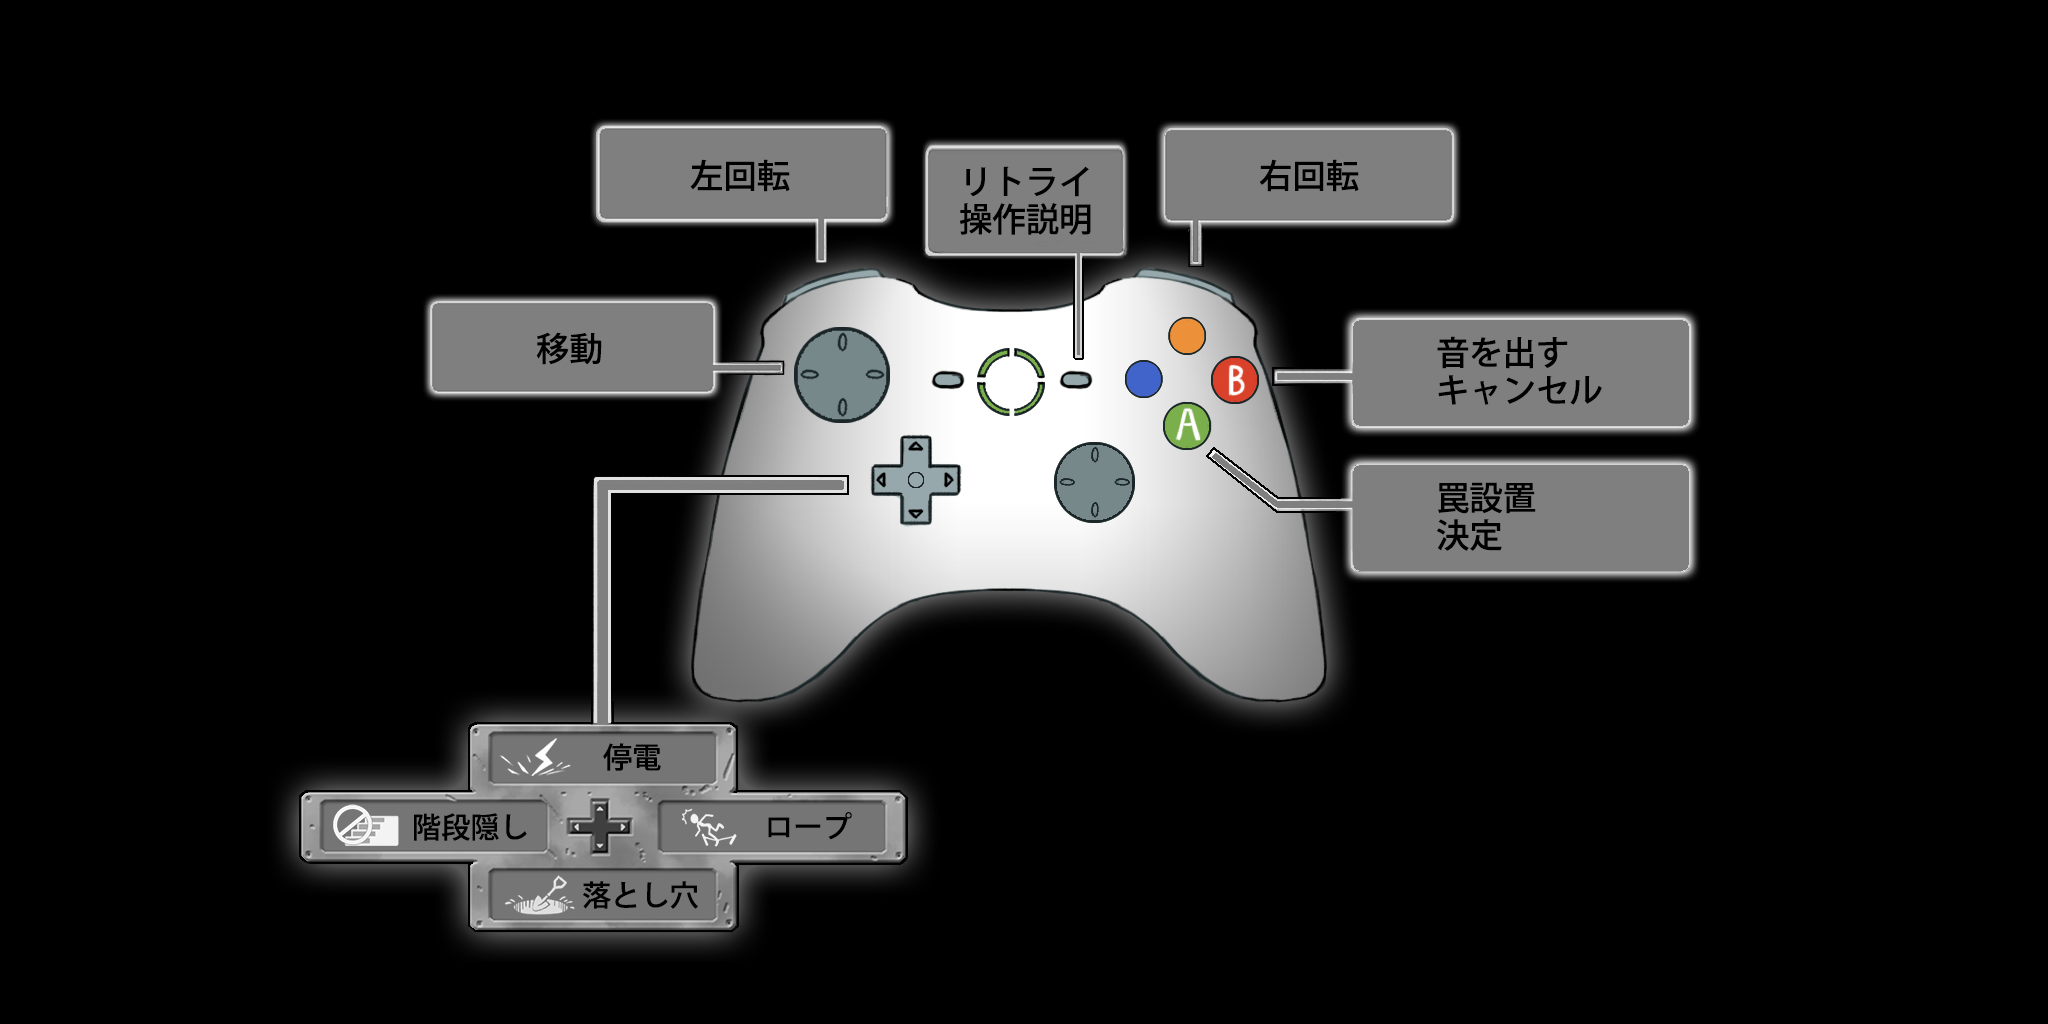 左回転
リトライ
操作説明
右回転
移動
音を出す
キャンセル
B
A
罠設置
決定
停電
階段隠し
ロープ
落とし穴